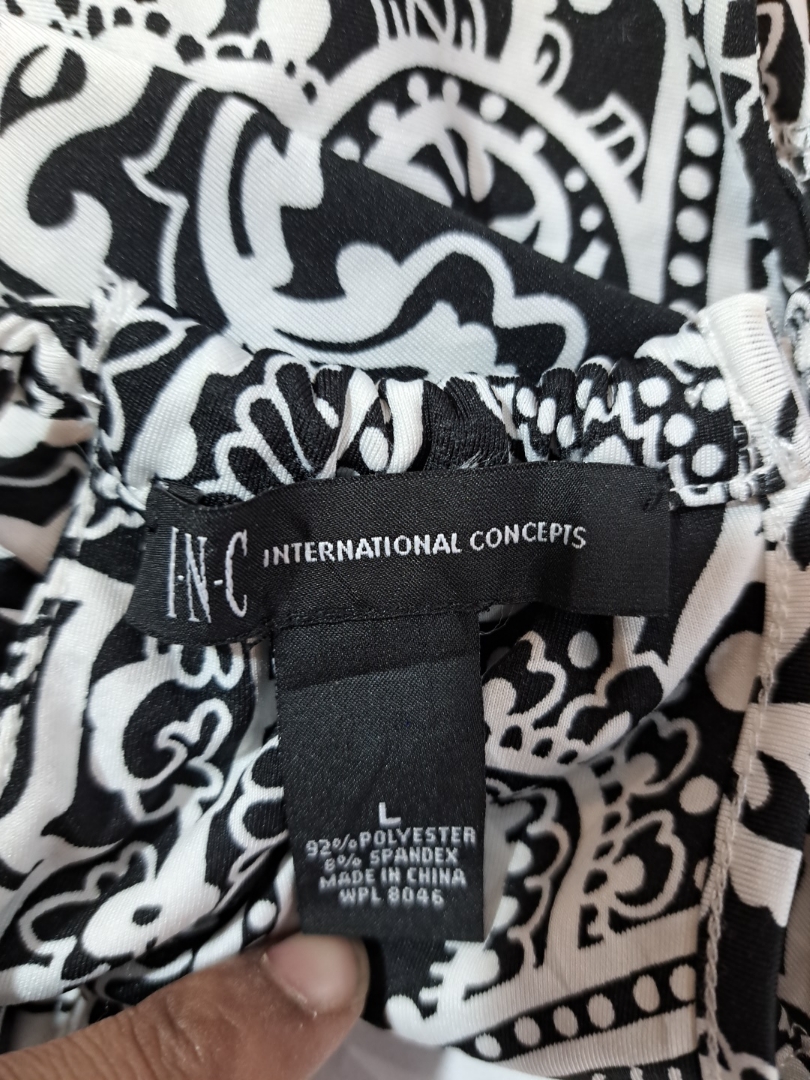 I-N-C INTERNATIONAL CONCEPTS
L
92% POLYESTER
8% SPANDEX
MADE IN CHINA
WPL 8046